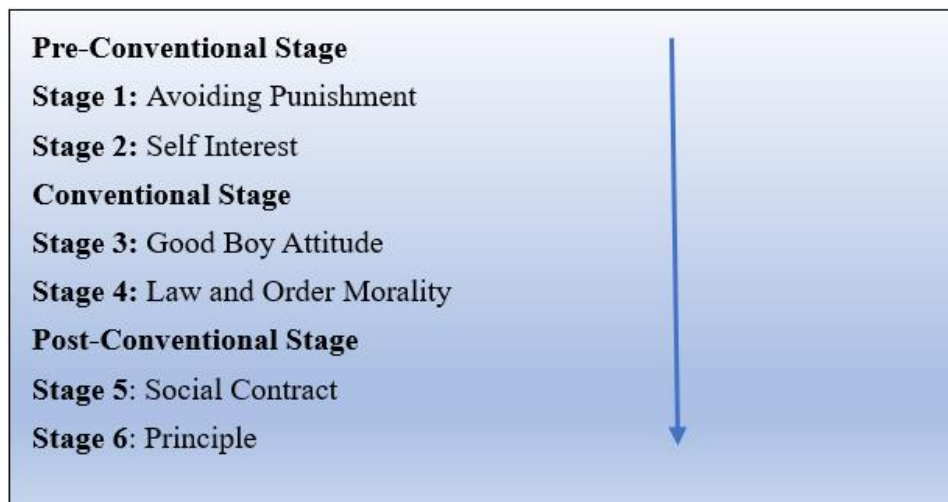 Pre-Conventional Stage
Stage 1: Avoiding Punishment
Stage 2: Self Interest
Conventional Stage
Stage 3: Good Boy Attitude
Stage 4: Law and Order Morality
Post-Conventional Stage
Stage 5: Social Contract
Stage 6: Principle